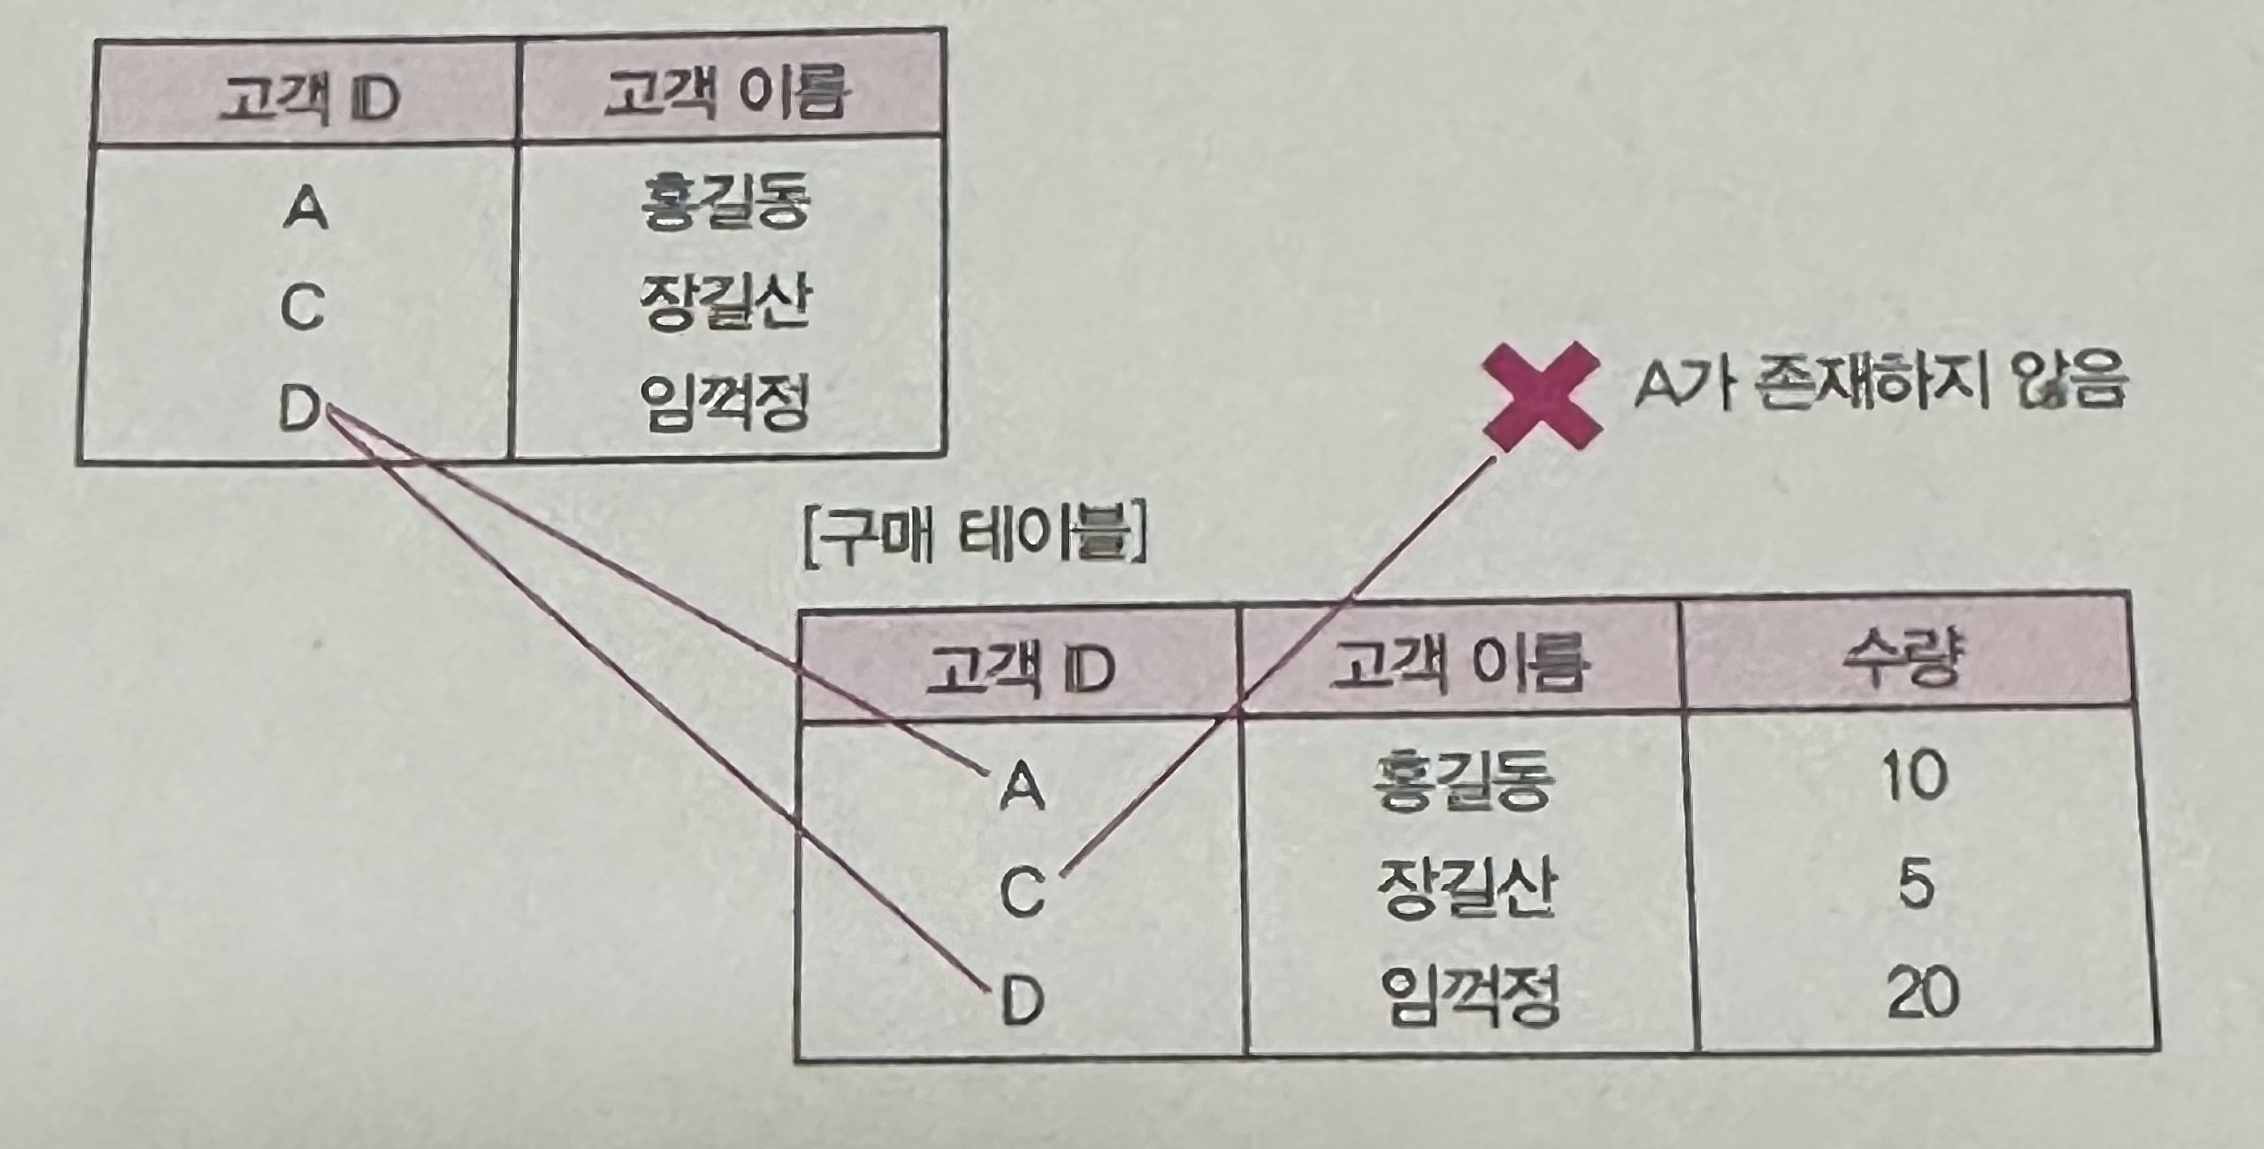 고객 ID 고객 이름
A 홍길동
C 장길산
D 임꺽정
A가 존재하지 않음
[구매 테이블]
고객 ID 고객 이름 수량
A 홍길동 10
C 장길산 5
D 임꺽정 20